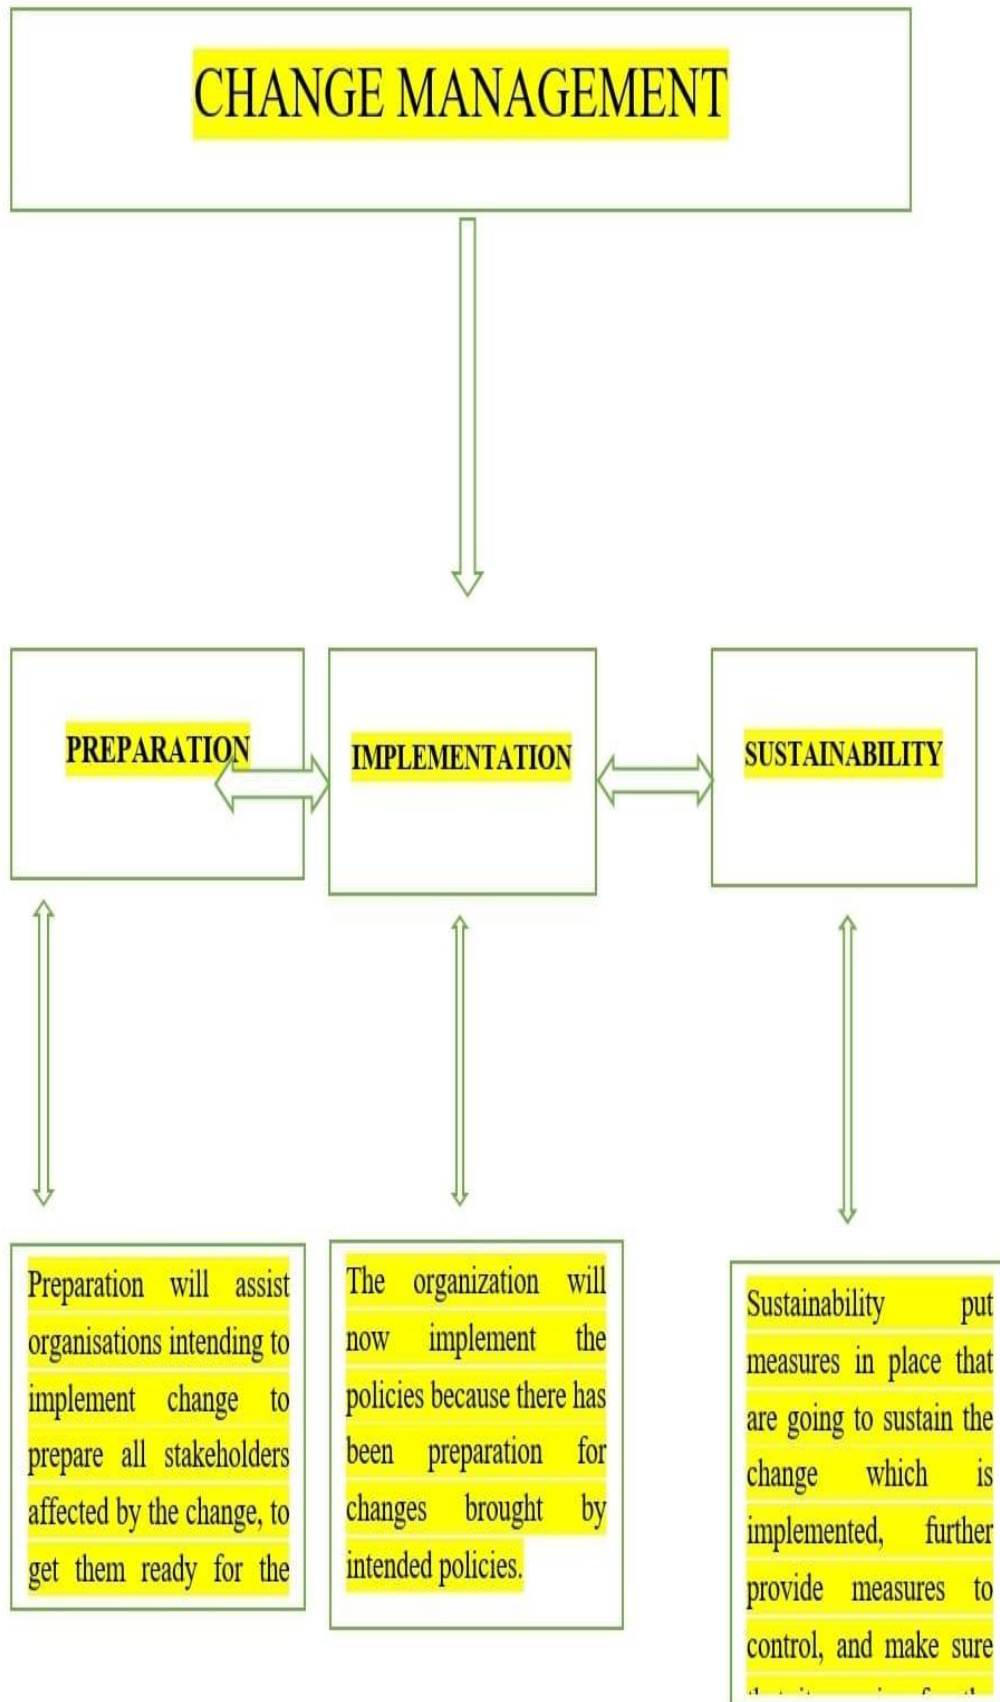 CHANGE MANAGEMENT
PREPARATION
IMPLEMENTATION
SUSTAINABILITY
Preparation will assist
organisations intending to
implement change to
prepare all stakeholders
affected by the change, to
get them ready for the
The organization will
now implement the
policies because there has
been preparation for
changes brought by
intended policies.
Sustainability put
measures in place that
are going to sustain the
change which is
implemented, further
provide measures to
control, and make sure